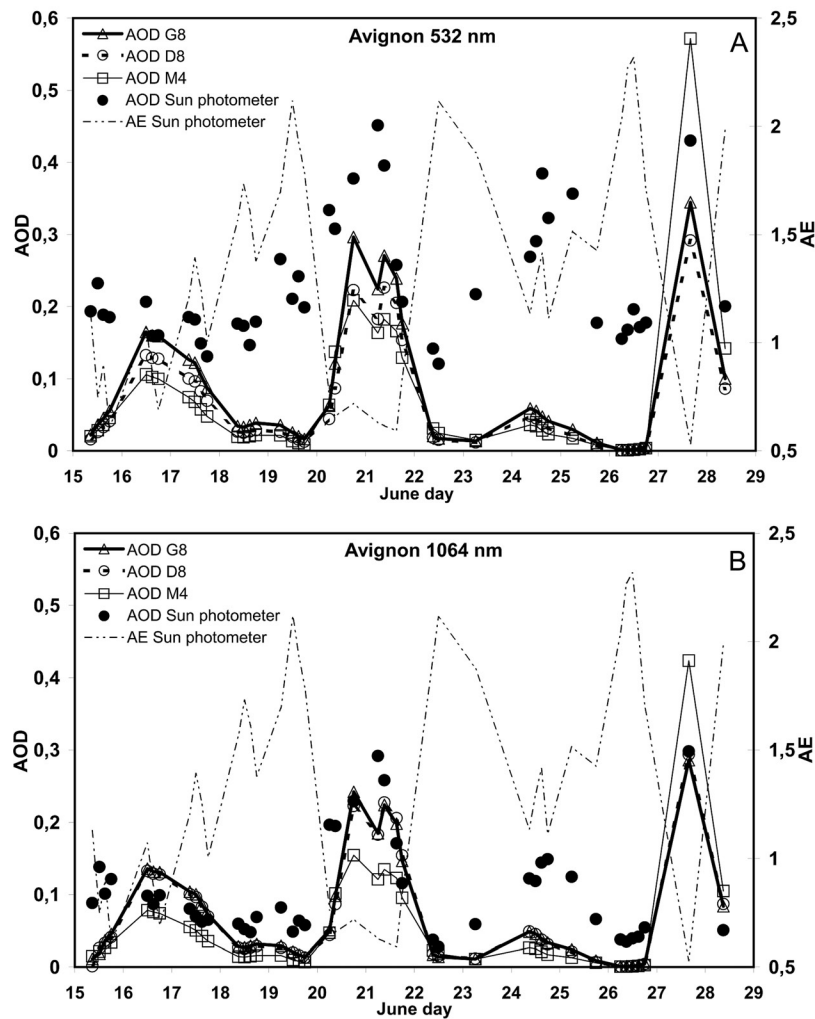 Avignon 532 nm
A
AOD G8
AOD D8
AOD M4
AOD Sun photometer
AE Sun photometer
0,6
0,5
0,4
0,3
0,2
0,1
0
AOD
2,5
2
1,5
1
0,5
AE
15 16 17 18 19 20 21 22 23 24 25 26 27 28 29
June day
Avignon 1064 nm
B
AOD G8
AOD D8
AOD M4
AOD Sun photometer
AE Sun photometer
0,6
0,5
0,4
0,3
0,2
0,1
0
AOD
2,5
2
1,5
1
0,5
AE
15 16 17 18 19 20 21 22 23 24 25 26 27 28 29
June day